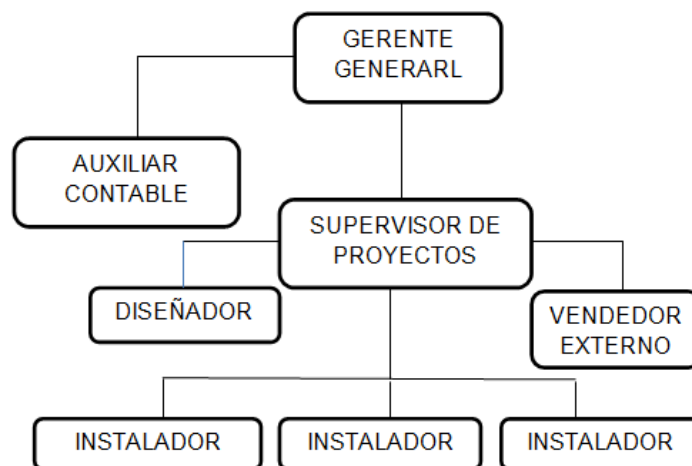 GERENTE
GENERARL
AUXILIAR
CONTABLE
SUPERVISOR DE
PROYECTOS
DISEÑADOR
VENDEDOR
EXTERNO
INSTALADOR
INSTALADOR
INSTALADOR